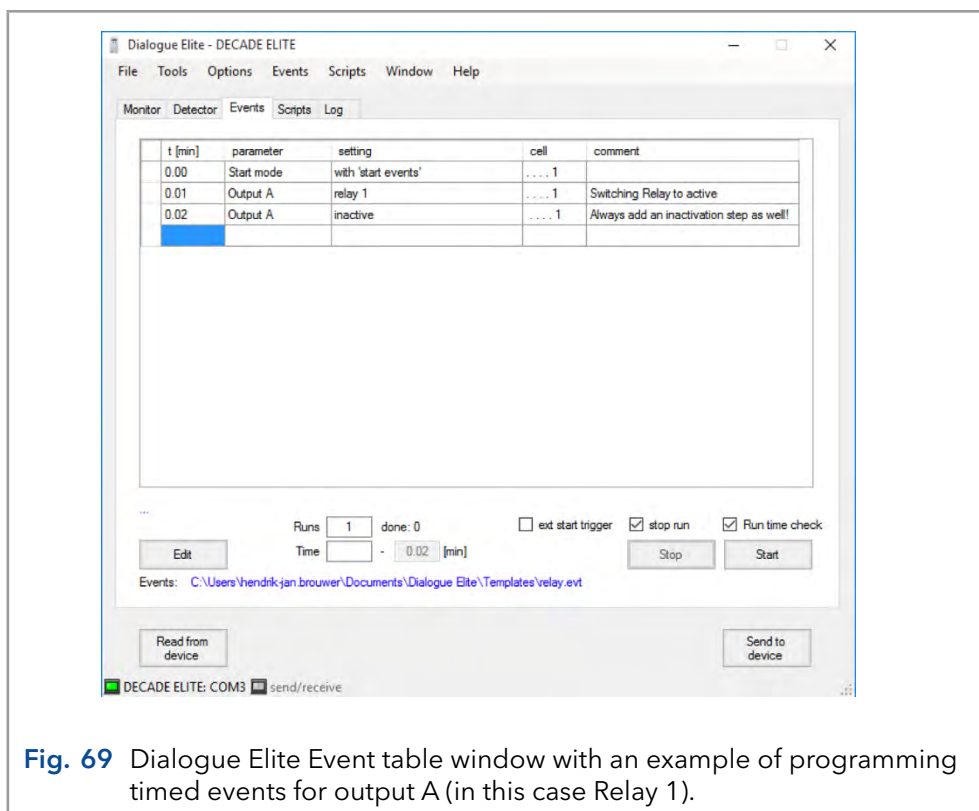 Dialogue Elite - DECADE ELITE
File Tools Options Events Scripts Window Help
Monitor Detector Events Scripts Log
t [min] parameter setting cell comment
0.00 Start mode with 'start events' . . . . 1
0.01 Output A relay 1 . . . . 1 Switching Relay to active
0.02 Output A inactive . . . . 1 Always add an inactivation step as well!
...
Runs 1 done: 0 ext start trigger stop run Run time check
Edit Time - 0.02 [min] Stop Start
Events: C:\Users\hendrik-jan.brouwer\Documents\Dialogue Elite\Templates\relay.evt
Read from device Send to device
DECADE ELITE: COM3 send/receive
Fig. 69 Dialogue Elite Event table window with an example of programming
timed events for output A (in this case Relay 1).